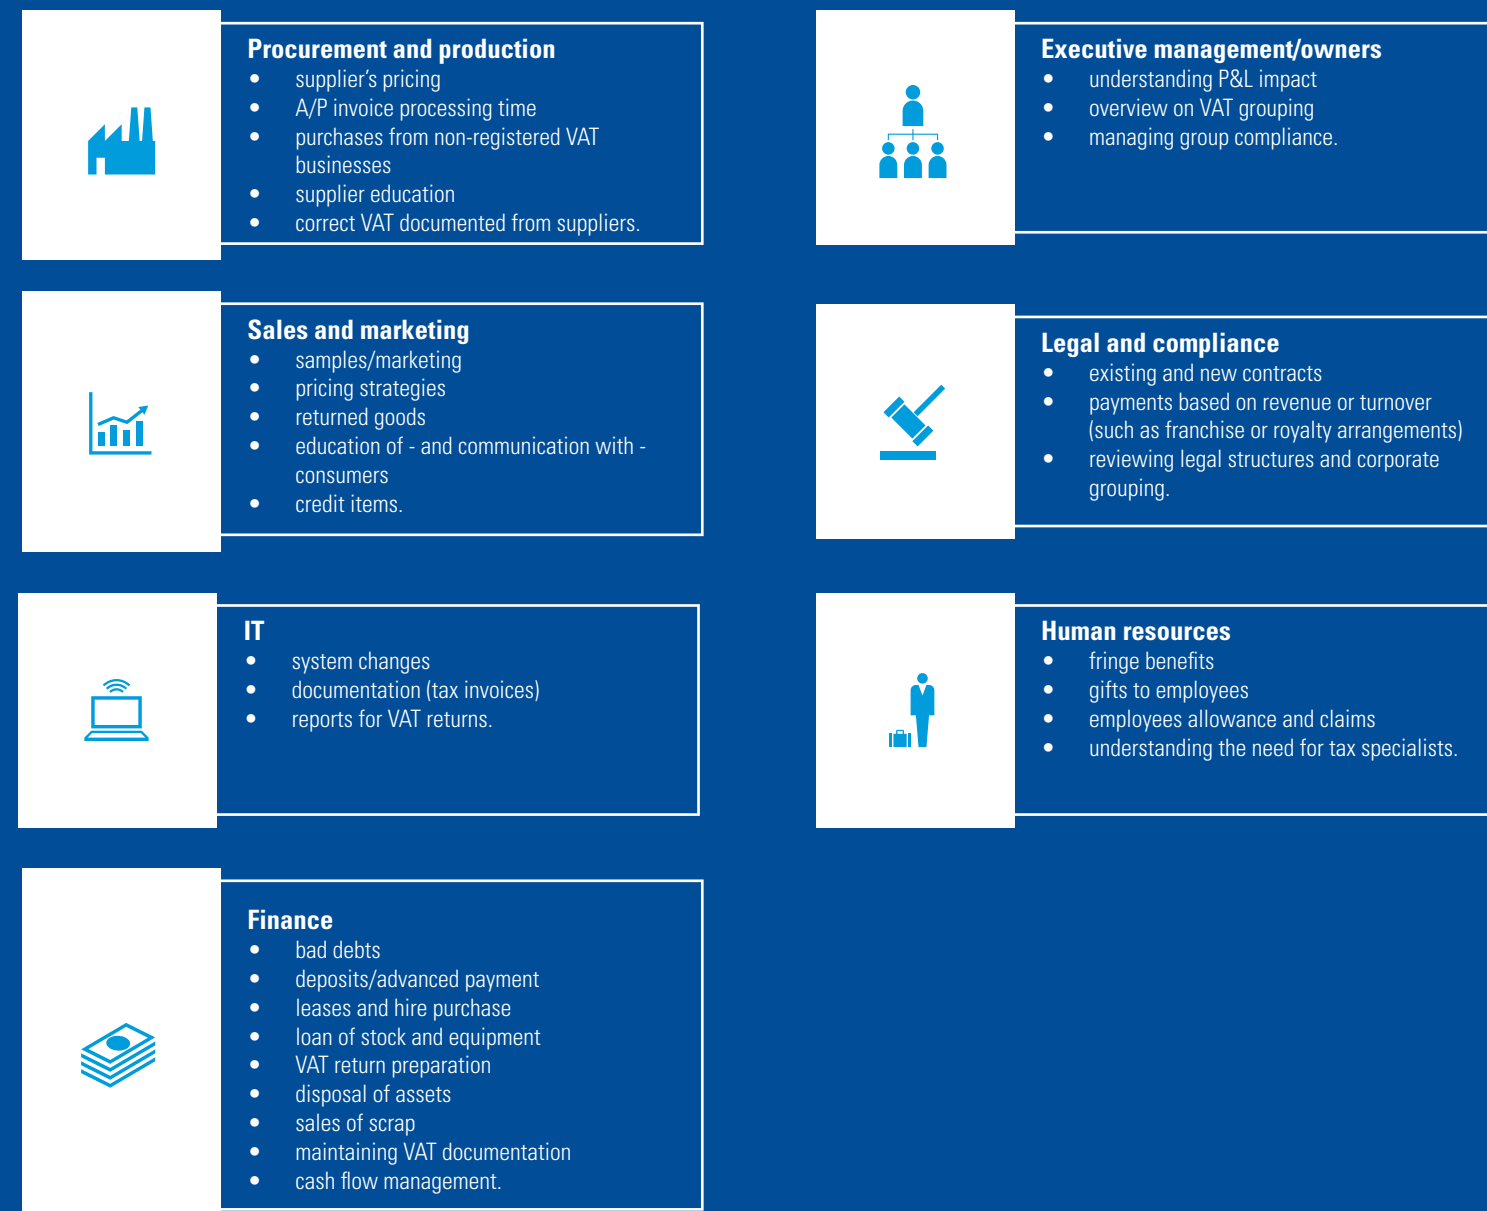 Procurement and production
• supplier's pricing
• A/P invoice processing time
• purchases from non-registered VAT
businesses
• supplier education
• correct VAT documented from suppliers.
Sales and marketing
• samples/marketing
• pricing strategies
• returned goods
• education of - and communication with -
consumers
• credit items.
IT
• system changes
• documentation (tax invoices)
• reports for VAT returns.
Finance
• bad debts
• deposits/advanced payment
• leases and hire purchase
• loan of stock and equipment
• VAT return preparation
• disposal of assets
• sales of scrap
• maintaining VAT documentation
• cash flow management.
Executive management/owners
• understanding P&L impact
• overview on VAT grouping
• managing group compliance.
Legal and compliance
• existing and new contracts
• payments based on revenue or turnover
(such as franchise or royalty arrangements)
• reviewing legal structures and corporate
grouping.
Human resources
• fringe benefits
• gifts to employees
• employees allowance and claims
• understanding the need for tax specialists.